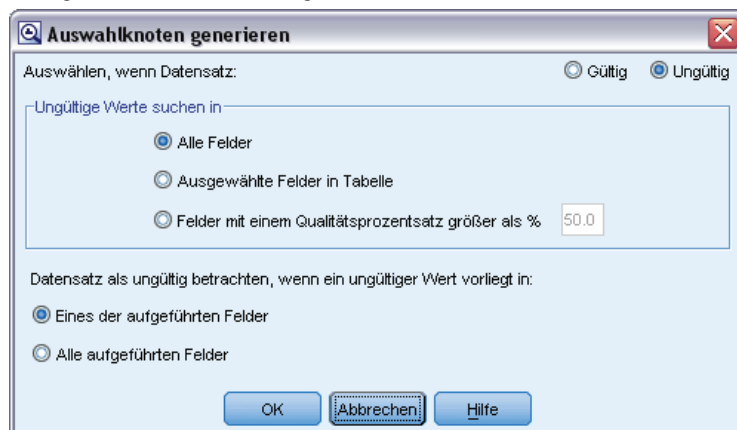 Auswahlknoten generieren
Auswählen, wenn Datensatz: Gültig Ungültig
Ungültige Werte suchen in
Alle Felder
Ausgewählte Felder in Tabelle
Felder mit einem Qualitätsprozentsatz größer als % 50.0
Datensatz als ungültig betrachten, wenn ein ungültiger Wert vorliegt in:
Eines der aufgeführten Felder
Alle aufgeführten Felder
OK Abbrechen Hilfe